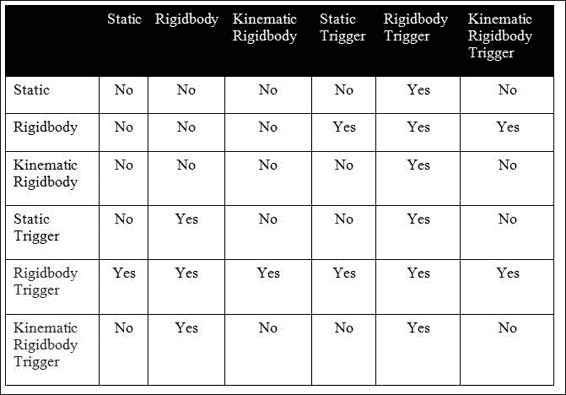 Static Rigidbody Kinematic Rigidbody Static Trigger Rigidbody Trigger Kinematic Rigidbody Trigger
Static No No No No Yes No
Rigidbody No No No Yes Yes Yes
Kinematic Rigidbody No No No No Yes No
Static Trigger No Yes No No Yes No
Rigidbody Trigger Yes Yes Yes Yes Yes Yes
Kinematic Rigidbody Trigger No Yes No No Yes No